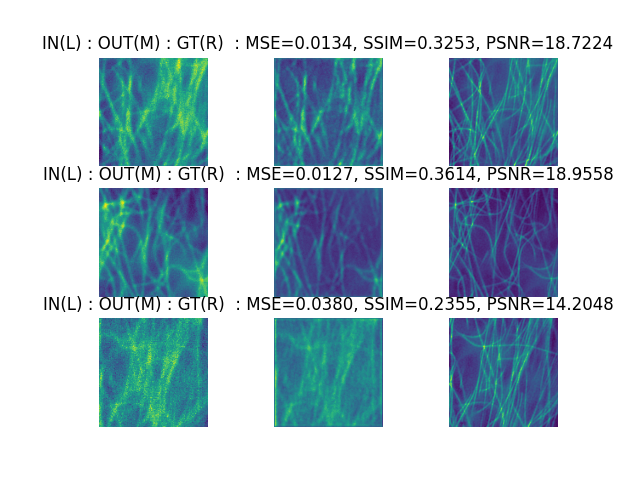 IN(L) : OUT(M) : GT(R)  : MSE=0.0134, SSIM=0.3253, PSNR=18.7224
IN(L) : OUT(M) : GT(R)  : MSE=0.0127, SSIM=0.3614, PSNR=18.9558
IN(L) : OUT(M) : GT(R)  : MSE=0.0380, SSIM=0.2355, PSNR=14.2048